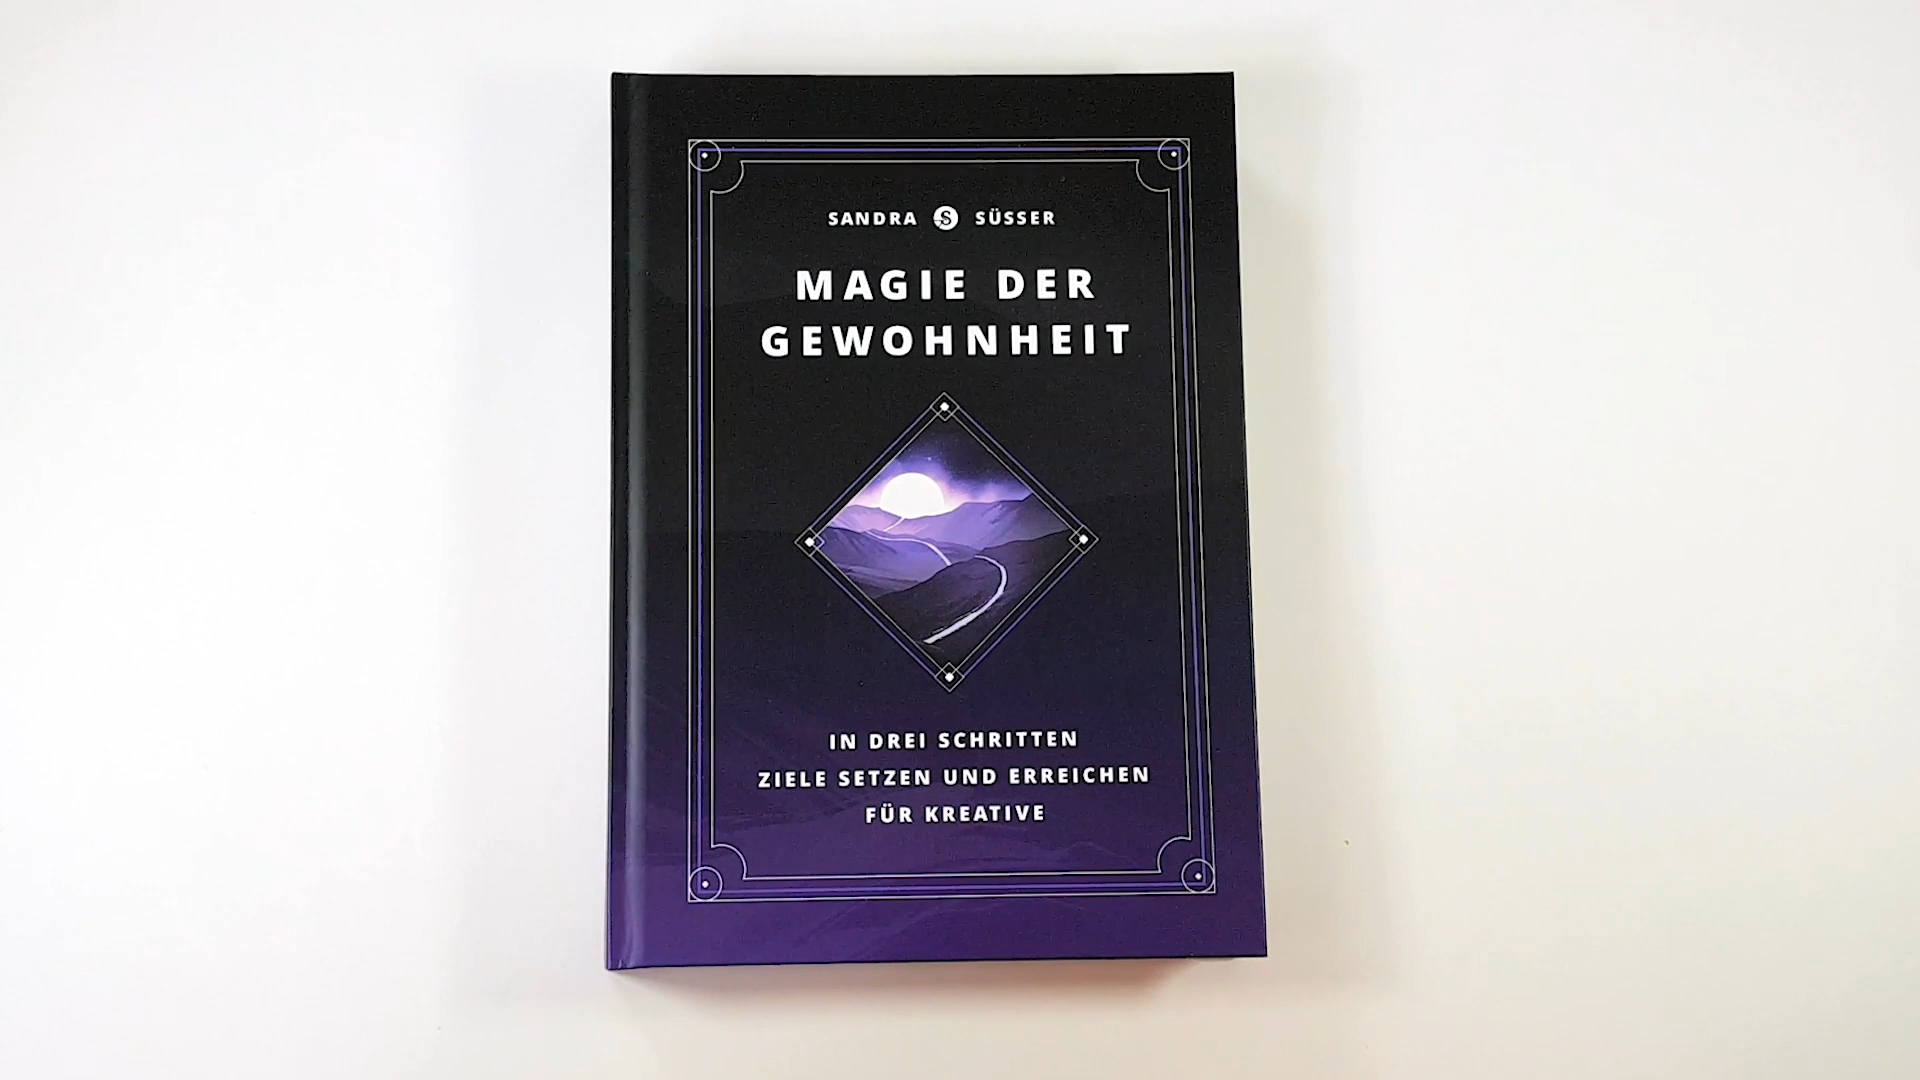 SANDRA S SÜSSER
MAGIE DER
GEWOHNHEIT
IN DREI SCHRITTEN
ZIELE SETZEN UND ERREICHEN
FÜR KREATIVE